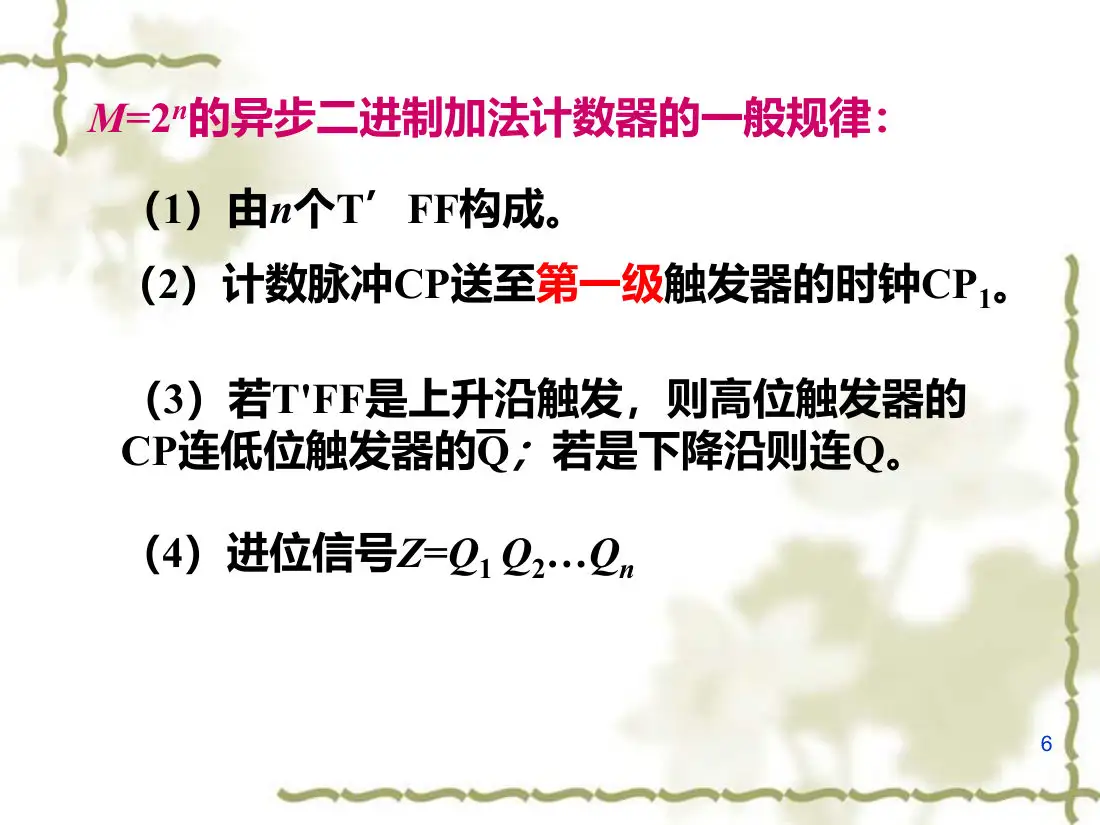 M=2ⁿ的异步二进制加法计数器的一般规律：
（1）由n个T′ FF构成。
（2）计数脉冲CP送至第一级触发器的时钟CP₁。
（3）若T'FF是上升沿触发，则高位触发器的
CP连低位触发器的Q̅；若是下降沿则连Q。
（4）进位信号Z=Q₁ Q₂…Qₙ
6